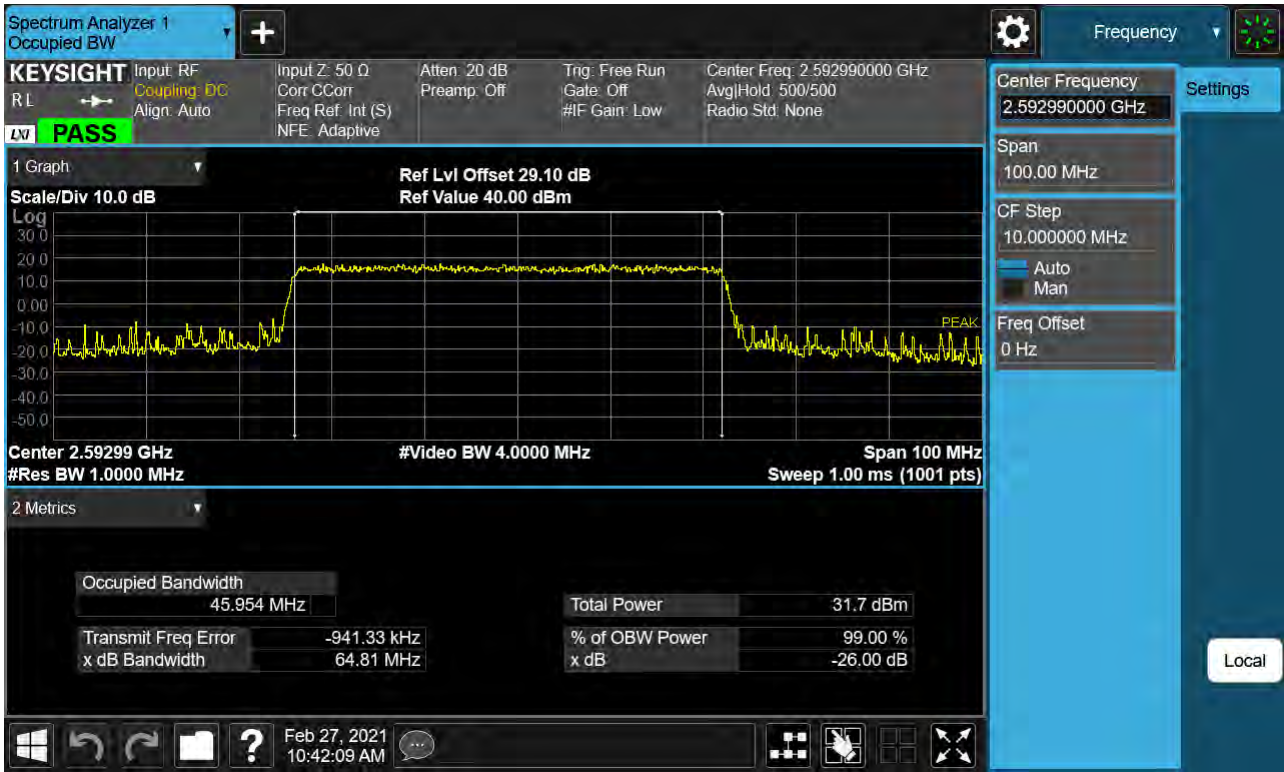 Spectrum Analyzer 1
Occupied BW
+
Frequency
KEYSIGHT
RL
LXI
PASS
Input: RF
Coupling: DC
Align: Auto
Input Z: 50 Ω
Corr CCorr
Freq Ref: Int (S)
NFE: Adaptive
Atten: 20 dB
Preamp: Off
Trig: Free Run
Gate: Off
#IF Gain: Low
Center Freq: 2.592990000 GHz
Avg|Hold: 500/500
Radio Std: None
Center Frequency
2.592990000 GHz
Settings
Span
100.00 MHz
CF Step
10.000000 MHz
Auto
Man
Freq Offset
0 Hz
Local
1 Graph
Scale/Div 10.0 dB
Ref Lvl Offset 29.10 dB
Ref Value 40.00 dBm
Log
30.0
20.0
10.0
0.00
-10.0
-20.0
-30.0
-40.0
-50.0
PEAK
Center 2.59299 GHz
#Video BW 4.0000 MHz
Span 100 MHz
#Res BW 1.0000 MHz
Sweep 1.00 ms (1001 pts)
2 Metrics
Occupied Bandwidth
45.954 MHz
Total Power 31.7 dBm
Transmit Freq Error -941.33 kHz
% of OBW Power 99.00 %
x dB Bandwidth 64.81 MHz
x dB -26.00 dB
?
Feb 27, 2021
10:42:09 AM